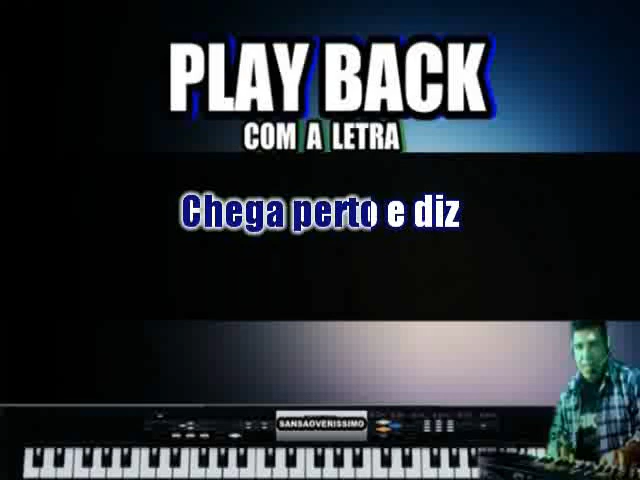 PLAY BACK
COM A LETRA
Chega perto e diz
SANSAOVERISSIMO